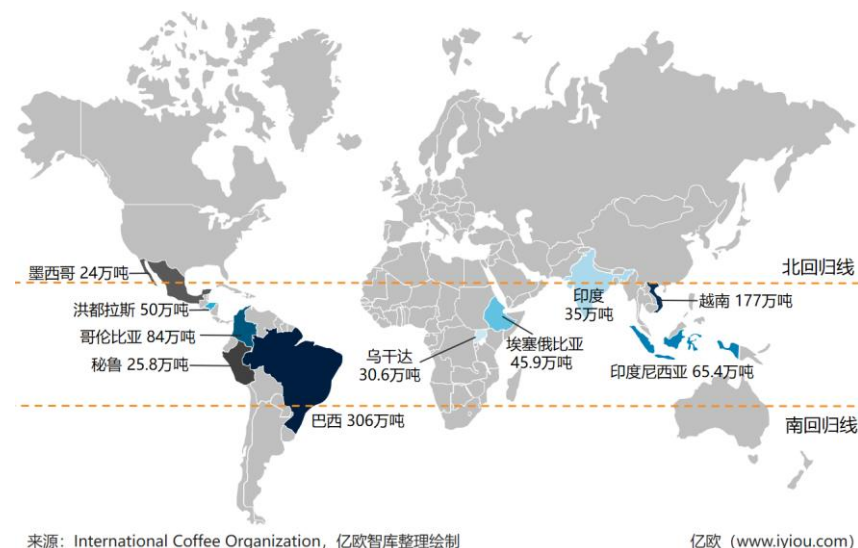 北回归线
墨西哥 24万吨
洪都拉斯 50万吨
哥伦比亚 84万吨
秘鲁 25.8万吨
巴西 306万吨
乌干达
30.6万吨
埃塞俄比亚
45.9万吨
印度
35万吨
越南 177万吨
印度尼西亚 65.4万吨
南回归线
来源：International Coffee Organization，亿欧智库整理绘制
亿欧（www.iyiou.com）